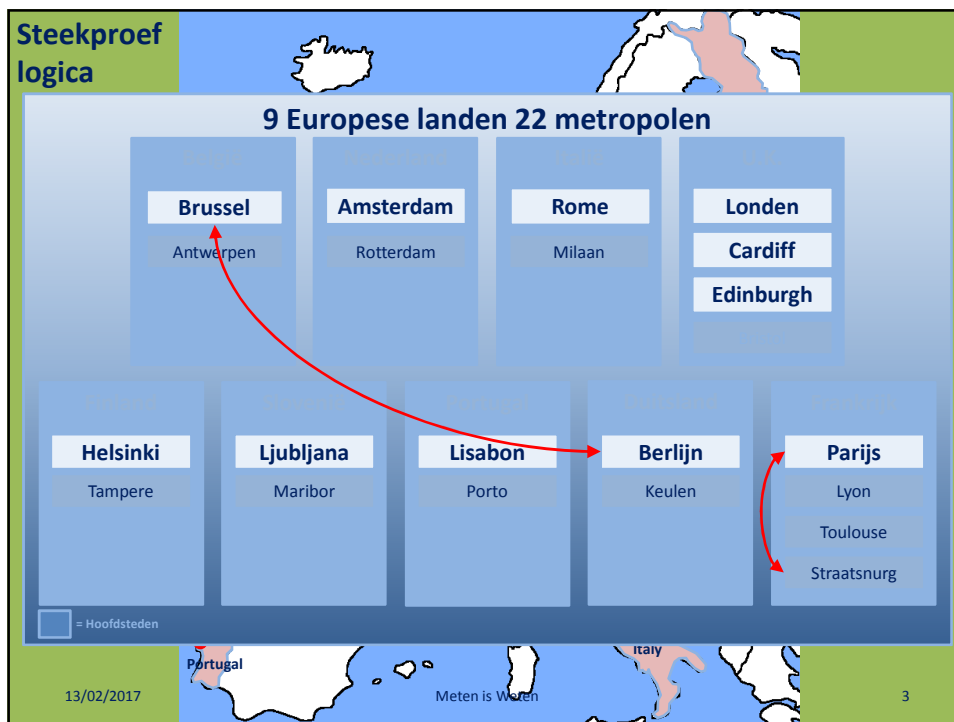 Steekproef
logica
9 Europese landen 22 metropolen
Brussel
Amsterdam
Rome
Londen
Antwerpen
Rotterdam
Milaan
Cardiff
Edinburgh
Helsinki
Ljubljana
Lisabon
Berlijn
Parijs
Tampere
Maribor
Porto
Keulen
Lyon
Toulouse
Straatsnurg
= Hoofdsteden
Portugal
Italy
13/02/2017
Meten is Weten
3